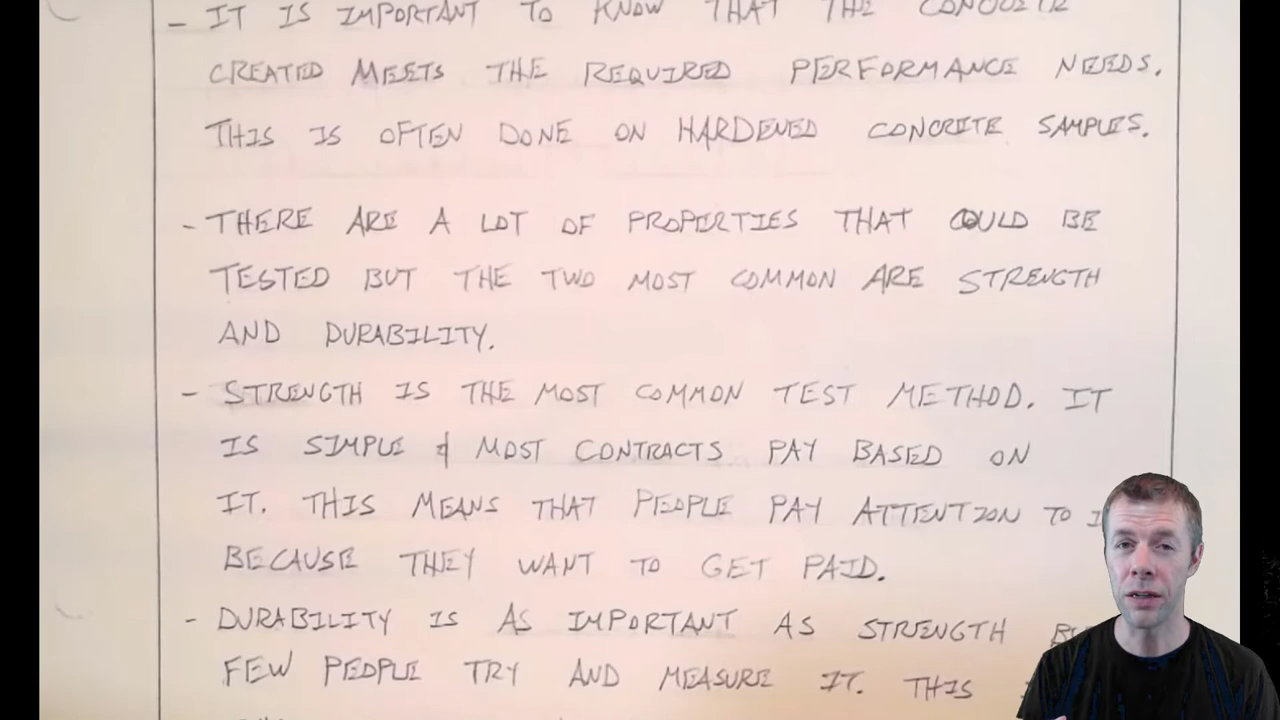 - IT IS IMPORTANT TO KNOW THAT THE CONCRETE
CREATED MEETS THE REQUIRED PERFORMANCE NEEDS.
THIS IS OFTEN DONE ON HARDENED CONCRETE SAMPLES.
- THERE ARE A LOT OF PROPERTIES THAT COULD BE
TESTED BUT THE TWO MOST COMMON ARE STRENGTH
AND DURABILITY.
- STRENGTH IS THE MOST COMMON TEST METHOD. IT
IS SIMPLE & MOST CONTRACTS PAY BASED ON
IT. THIS MEANS THAT PEOPLE PAY ATTENTION TO
BECAUSE THEY WANT TO GET PAID.
- DURABILITY IS AS IMPORTANT AS STRENGTH
FEW PEOPLE TRY AND MEASURE IT. THIS